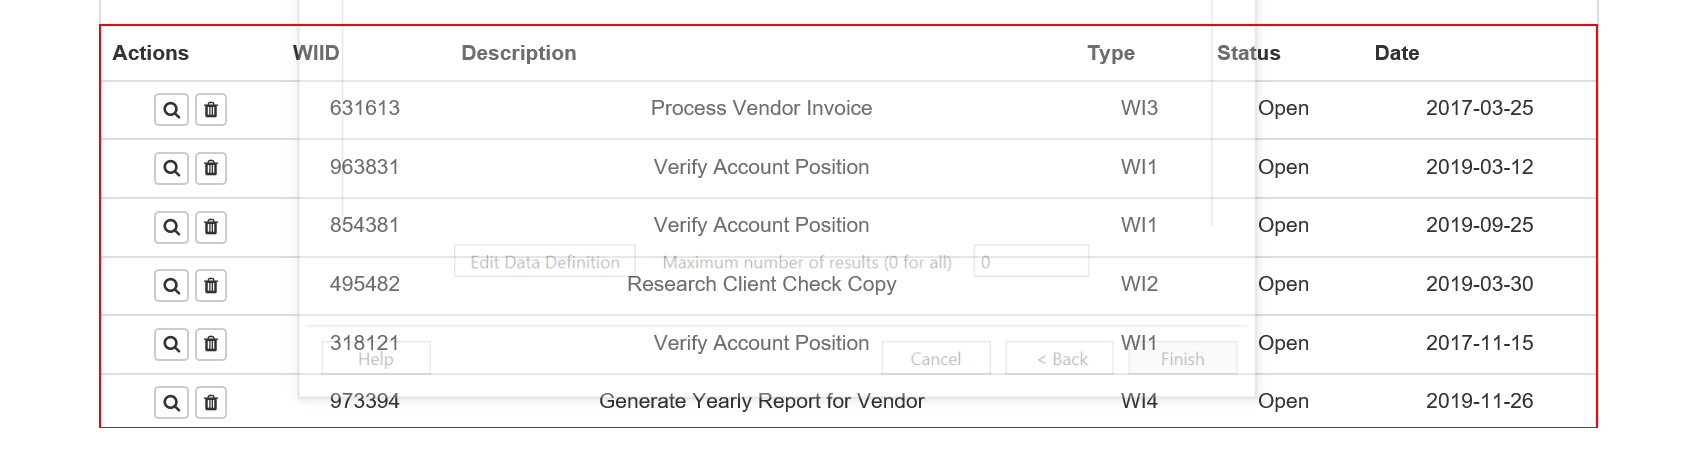 Actions WIID Description Type Status Date
631613 Process Vendor Invoice WI3 Open 2017-03-25
963831 Verify Account Position WI1 Open 2019-03-12
854381 Verify Account Position WI1 Open 2019-09-25
Edit Data Definition Maximum number of results (0 for all) 0
495482 Research Client Check Copy WI2 Open 2019-03-30
318121 Verify Account Position WI1 Open 2017-11-15
Help Cancel < Back Finish
973394 Generate Yearly Report for Vendor WI4 Open 2019-11-26